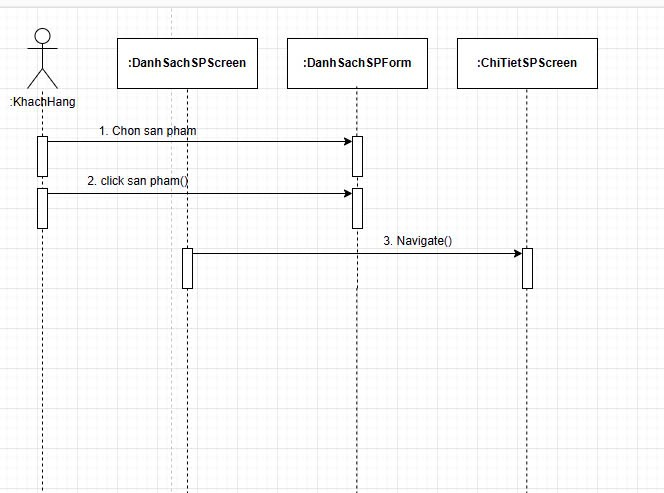 :DanhSachSPScreen
:DanhSachSPForm
:ChiTietSPScreen
:KhachHang
1. Chon san pham
2. click san pham()
3. Navigate()